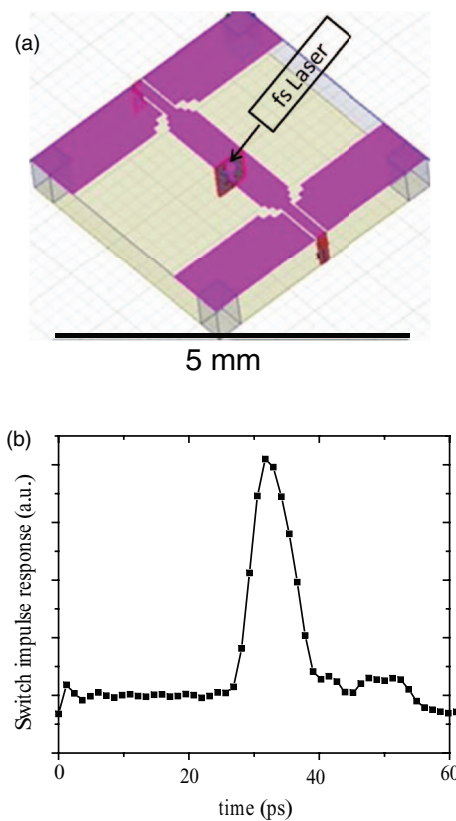 (a)
fs Laser
5 mm
(b)
Switch impulse response (a.u.)
0 20 40 60
time (ps)